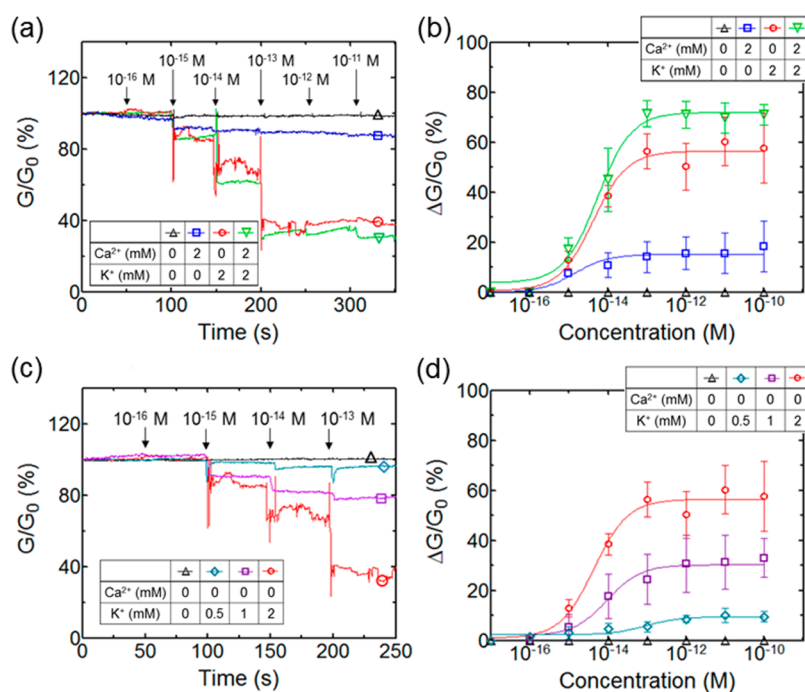 (a)
G/G₀ (%)
120
80
40
0
10⁻¹⁶ M
10⁻¹⁵ M
10⁻¹⁴ M
10⁻¹³ M
10⁻¹² M
10⁻¹¹ M
Ca²⁺ (mM) 0 2 0 2
K⁺ (mM) 0 0 2 2
0 100 200 300
Time (s)
(b)
ΔG/G₀ (%)
100
80
60
40
20
0
Ca²⁺ (mM) 0 2 0 2
K⁺ (mM) 0 0 2 2
10⁻¹⁶ 10⁻¹⁴ 10⁻¹² 10⁻¹⁰
Concentration (M)
(c)
G/G₀ (%)
120
80
40
0
10⁻¹⁶ M
10⁻¹⁵ M
10⁻¹⁴ M
10⁻¹³ M
Ca²⁺ (mM) 0 0 0 0
K⁺ (mM) 0 0.5 1 2
0 50 100 150 200 250
Time (s)
(d)
ΔG/G₀ (%)
100
80
60
40
20
0
Ca²⁺ (mM) 0 0 0 0
K⁺ (mM) 0 0.5 1 2
10⁻¹⁶ 10⁻¹⁴ 10⁻¹² 10⁻¹⁰
Concentration (M)